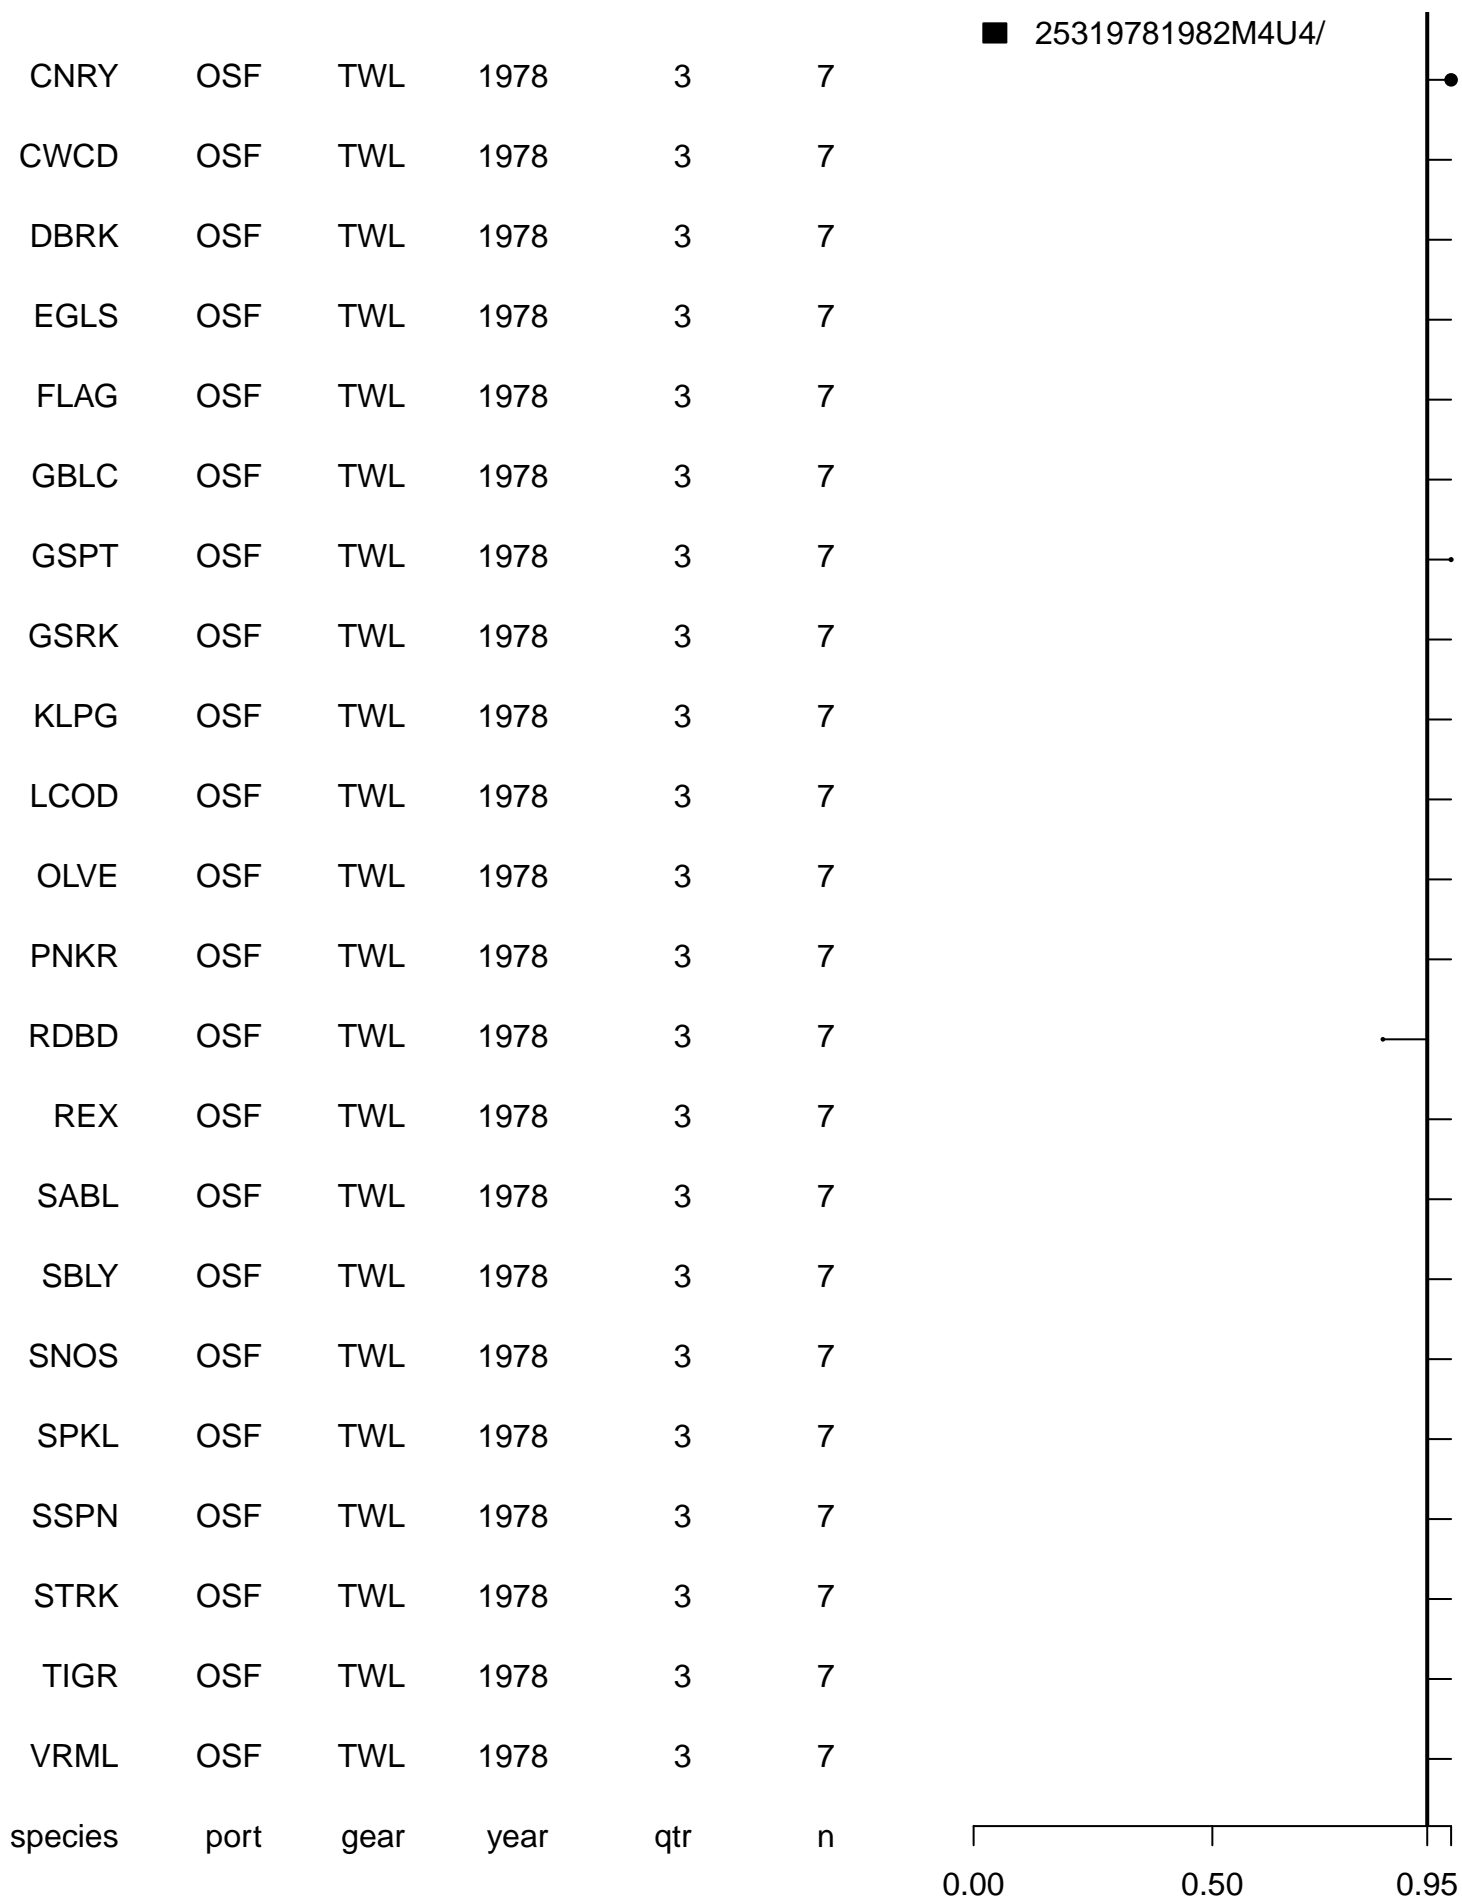 25319781982M4U4/
CNRY OSF TWL 1978 3 7
CWCD OSF TWL 1978 3 7
DBRK OSF TWL 1978 3 7
EGLS OSF TWL 1978 3 7
FLAG OSF TWL 1978 3 7
GBLC OSF TWL 1978 3 7
GSPT OSF TWL 1978 3 7
GSRK OSF TWL 1978 3 7
KLPG OSF TWL 1978 3 7
LCOD OSF TWL 1978 3 7
OLVE OSF TWL 1978 3 7
PNKR OSF TWL 1978 3 7
RDBD OSF TWL 1978 3 7
REX OSF TWL 1978 3 7
SABL OSF TWL 1978 3 7
SBLY OSF TWL 1978 3 7
SNOS OSF TWL 1978 3 7
SPKL OSF TWL 1978 3 7
SSPN OSF TWL 1978 3 7
STRK OSF TWL 1978 3 7
TIGR OSF TWL 1978 3 7
VRML OSF TWL 1978 3 7
species port gear year qtr n
0.00 0.50 0.95